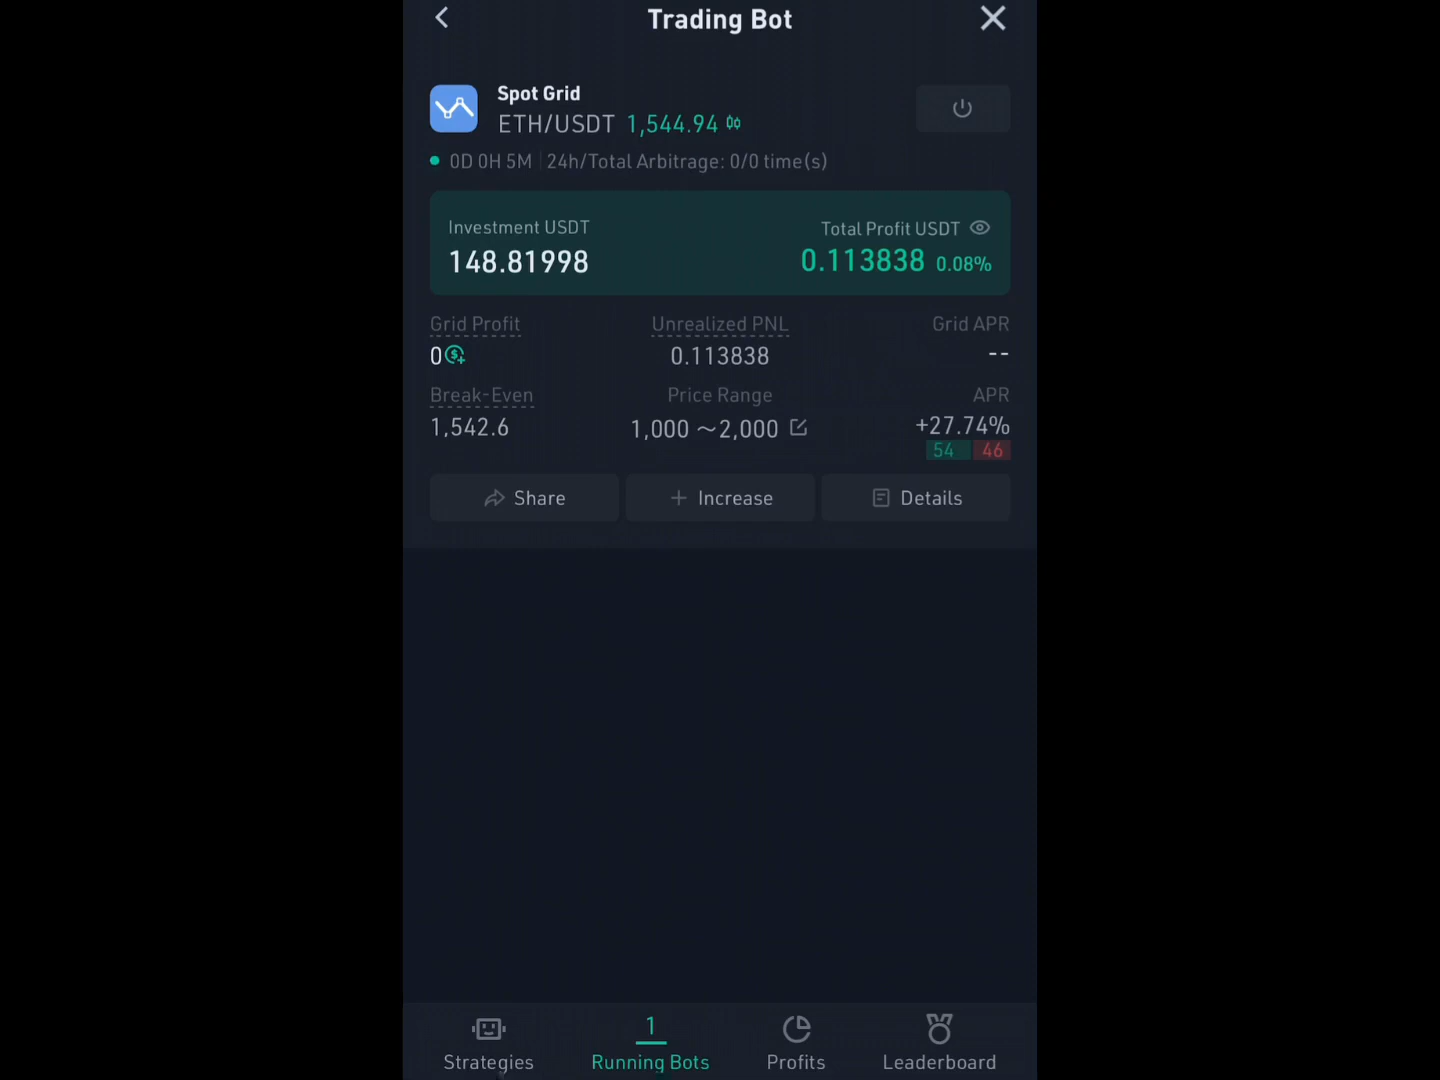 Trading Bot
Spot Grid
ETH/USDT 1,544.94
0D 0H 5M | 24h/Total Arbitrage: 0/0 time(s)
Investment USDT Total Profit USDT
148.81998 0.113838 0.08%
Grid Profit Unrealized PNL Grid APR
0 0.113838 --
Break-Even Price Range APR
1,542.6 1,000 ～2,000 +27.74%
54 46
Share Increase Details
1
Strategies Running Bots Profits Leaderboard